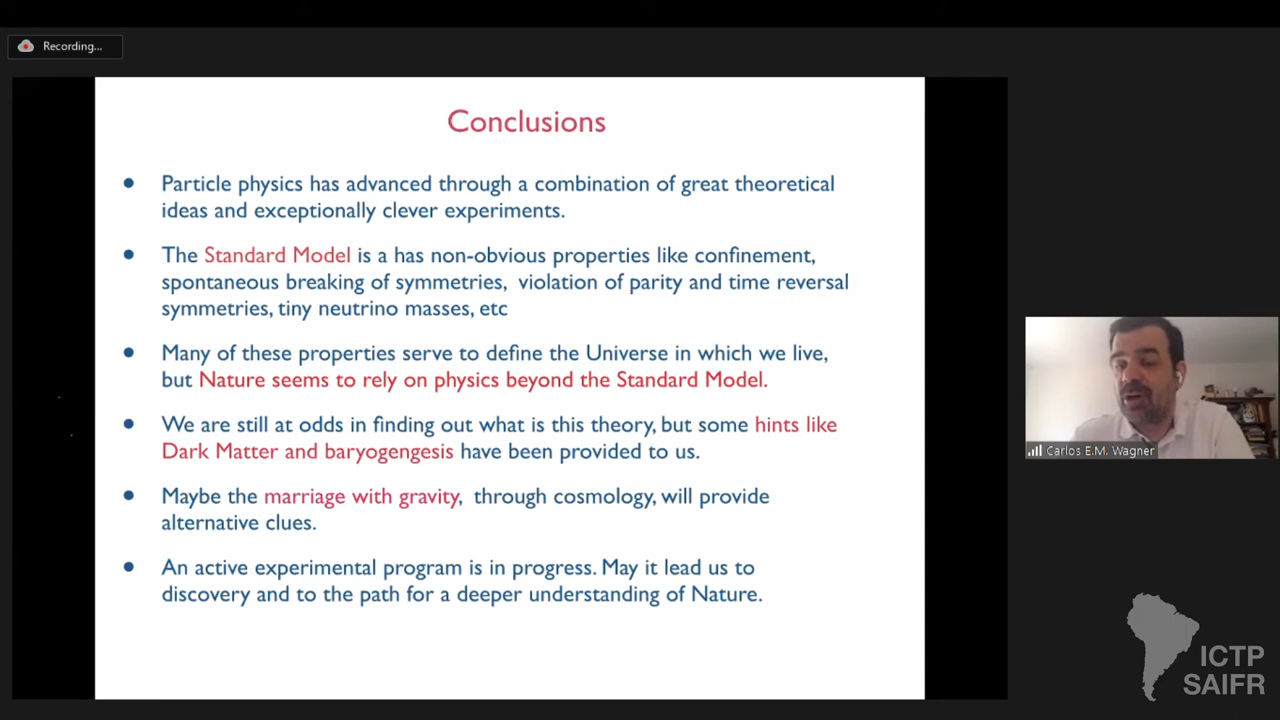 Recording...
Conclusions
● Particle physics has advanced through a combination of great theoretical
ideas and exceptionally clever experiments.
● The Standard Model is a has non-obvious properties like confinement,
spontaneous breaking of symmetries, violation of parity and time reversal
symmetries, tiny neutrino masses, etc
● Many of these properties serve to define the Universe in which we live,
but Nature seems to rely on physics beyond the Standard Model.
● We are still at odds in finding out what is this theory, but some hints like
Dark Matter and baryogengesis have been provided to us.
● Maybe the marriage with gravity, through cosmology, will provide
alternative clues.
● An active experimental program is in progress. May it lead us to
discovery and to the path for a deeper understanding of Nature.
Carlos E.M. Wagner
ICTP
SAIFR